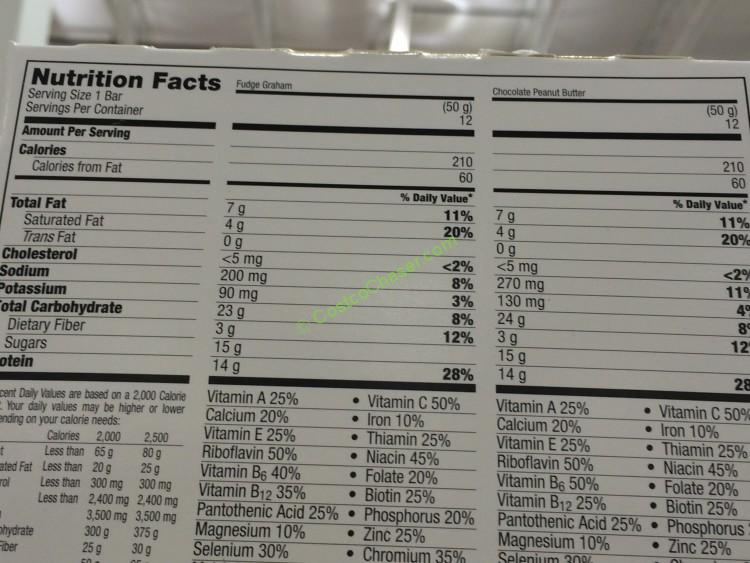 Nutrition Facts
Serving Size 1 Bar
Servings Per Container
Amount Per Serving
Calories
Calories from Fat
Total Fat
Saturated Fat
Trans Fat
Cholesterol
Sodium
Potassium
otal Carbohydrate
Dietary Fiber
Sugars
otein
cent Daily Values are based on a 2,000 Calorie
. Your daily values may be higher or lower
ending on your calorie needs:
Calories 2,000 2,500
t Less than 65 g 80 g
ated Fat Less than 20 g 25 g
rol Less than 300 mg 300 mg
Less than 2,400 mg 2,400 mg
3,500 mg 3,500 mg
ohydrate 300 g 375 g
iber 25 g 30 g
Fudge Graham
(50 g)
12
210
60
% Daily Value*
7 g 11%
4 g 20%
0 g
<5 mg <2%
200 mg 8%
90 mg 3%
23 g 8%
3 g 12%
15 g
14 g 28%
Vitamin A 25% • Vitamin C 50%
Calcium 20% • Iron 10%
Vitamin E 25% • Thiamin 25%
Riboflavin 50% • Niacin 45%
Vitamin B6 40% • Folate 20%
Vitamin B12 35% • Biotin 25%
Pantothenic Acid 25% • Phosphorus 20%
Magnesium 10% • Zinc 25%
Selenium 30% • Chromium 35%
Chocolate Peanut Butter
(50 g)
12
210
60
% Daily Value*
7 g 11%
4 g 20%
0 g
<5 mg <2%
270 mg 11%
130 mg 4%
24 g 8%
3 g 12
15 g
14 g 28
Vitamin A 25% • Vitamin C 50%
Calcium 20% • Iron 10%
Vitamin E 25% • Thiamin 25%
Riboflavin 50% • Niacin 45%
Vitamin B6 50% • Folate 20%
Vitamin B12 25% • Biotin 25%
Pantothenic Acid 25% • Phosphorus
Magnesium 10% • Zinc 25%
Selenium 30%
© CostcoChaser.com